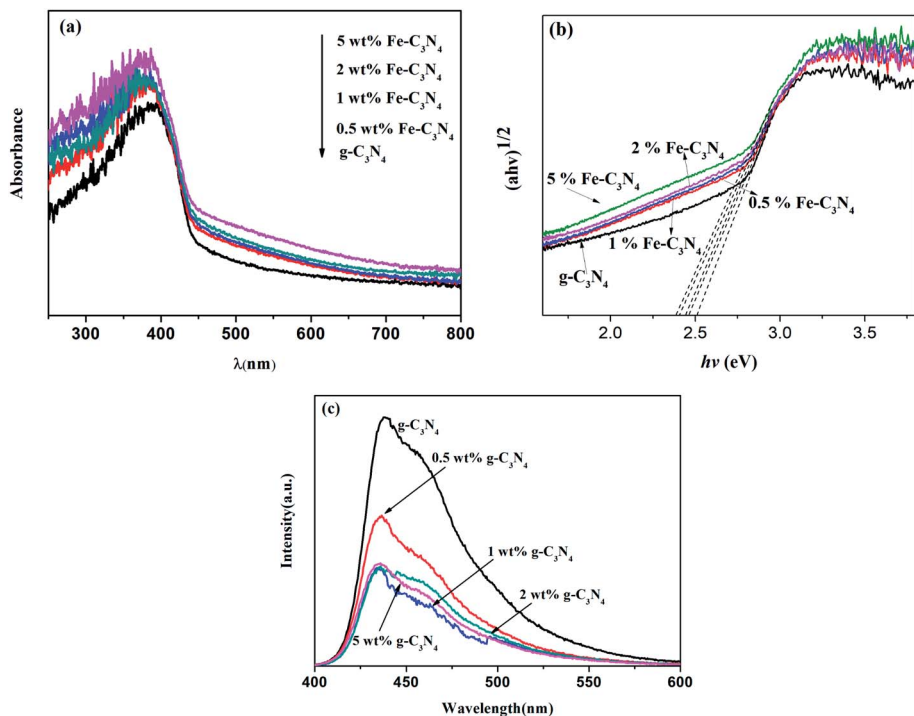 (a)
5 wt% Fe-C₃N₄
2 wt% Fe-C₃N₄
1 wt% Fe-C₃N₄
0.5 wt% Fe-C₃N₄
g-C₃N₄
Absorbance
300 400 500 600 700 800
λ(nm)
(b)
2 % Fe-C₃N₄
5 % Fe-C₃N₄
0.5 % Fe-C₃N₄
1 % Fe-C₃N₄
g-C₃N₄
(ahv)^1/2
2.0 2.5 3.0 3.5
hv (eV)
(c)
g-C₃N₄
0.5 wt% g-C₃N₄
1 wt% g-C₃N₄
2 wt% g-C₃N₄
5 wt% g-C₃N₄
Intensity(a.u.)
400 450 500 550 600
Wavelength(nm)